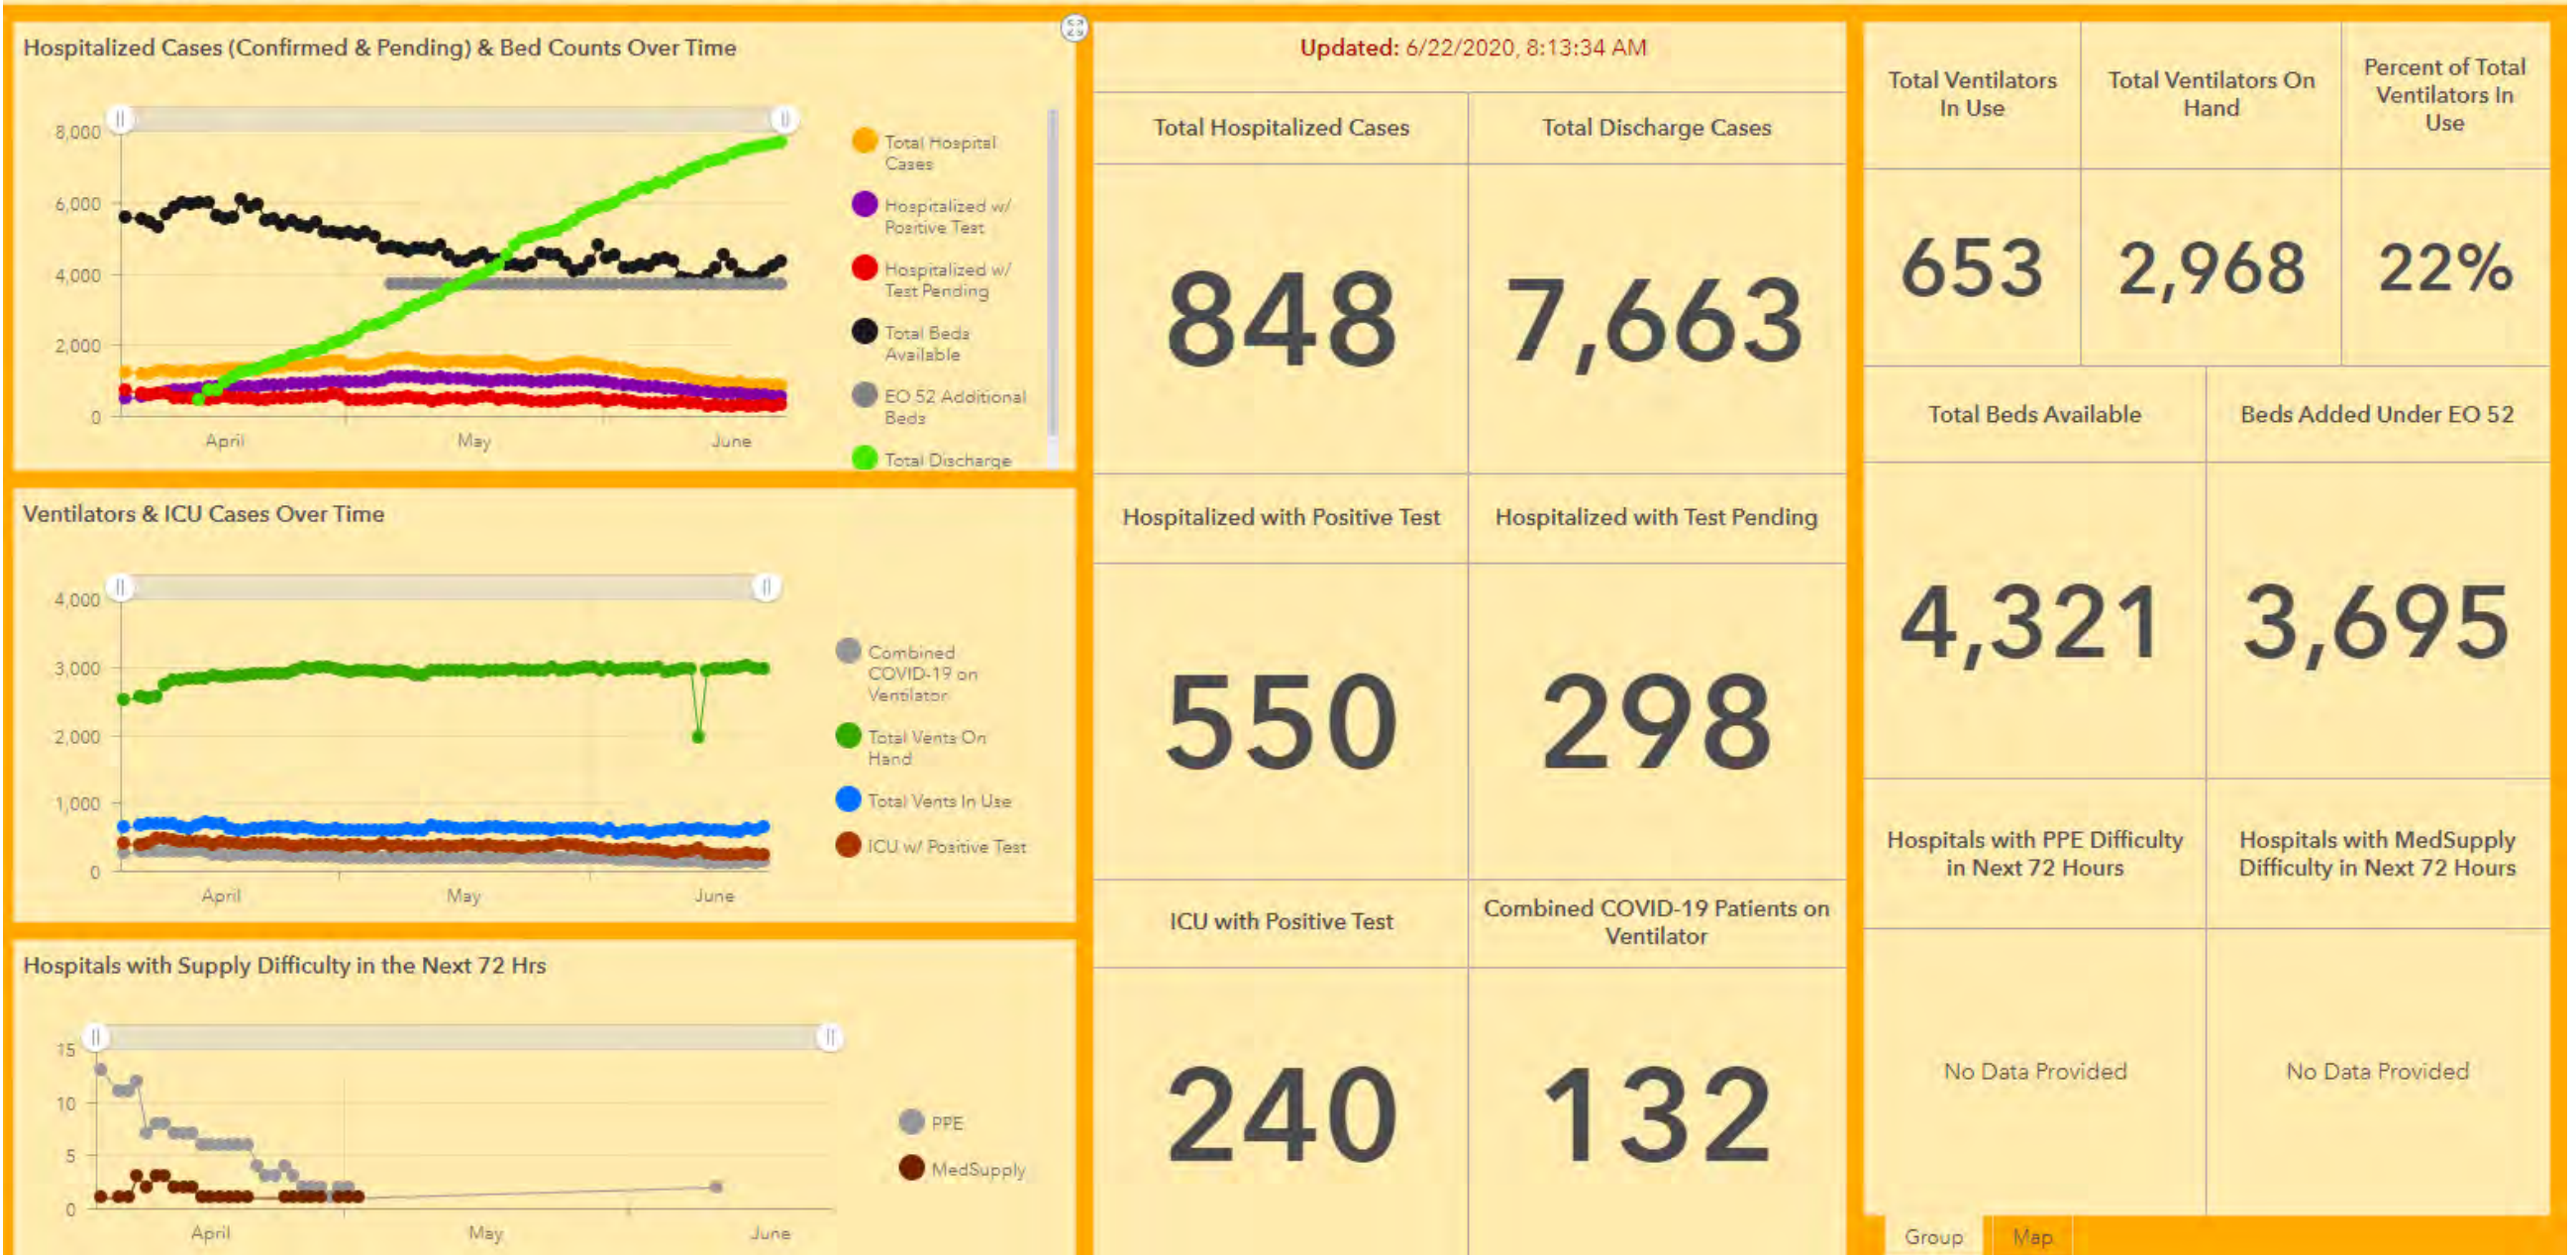 Hospitalized Cases (Confirmed & Pending) & Bed Counts Over Time
8,000
6,000
4,000
2,000
0
April
May
June
Total Hospital
Cases
Hospitalized w/
Positive Test
Hospitalized w/
Test Pending
Total Beds
Available
EO 52 Additional
Beds
Total Discharge
Ventilators & ICU Cases Over Time
4,000
3,000
2,000
1,000
0
April
May
June
Combined
COVID-19 on
Ventilator
Total Vents On
Hand
Total Vents In Use
ICU w/ Positive Test
Hospitals with Supply Difficulty in the Next 72 Hrs
15
10
5
0
April
May
June
PPE
MedSupply
Updated: 6/22/2020, 8:13:34 AM
Total Hospitalized Cases
Total Discharge Cases
848
7,663
Hospitalized with Positive Test
Hospitalized with Test Pending
550
298
ICU with Positive Test
Combined COVID-19 Patients on
Ventilator
240
132
Total Ventilators
In Use
Total Ventilators On
Hand
Percent of Total
Ventilators In
Use
653
2,968
22%
Total Beds Available
Beds Added Under EO 52
4,321
3,695
Hospitals with PPE Difficulty
in Next 72 Hours
Hospitals with MedSupply
Difficulty in Next 72 Hours
No Data Provided
No Data Provided
Group
Map